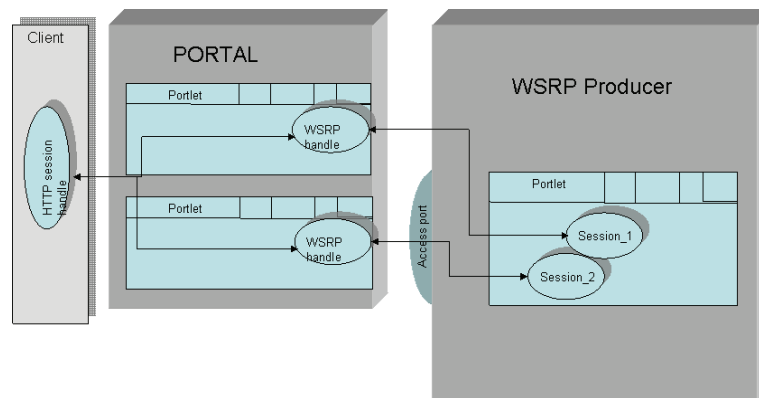 Client
HTTP session
handle
PORTAL
Portlet
WSRP
handle
Portlet
WSRP
handle
Access port
WSRP Producer
Portlet
Session_1
Session_2